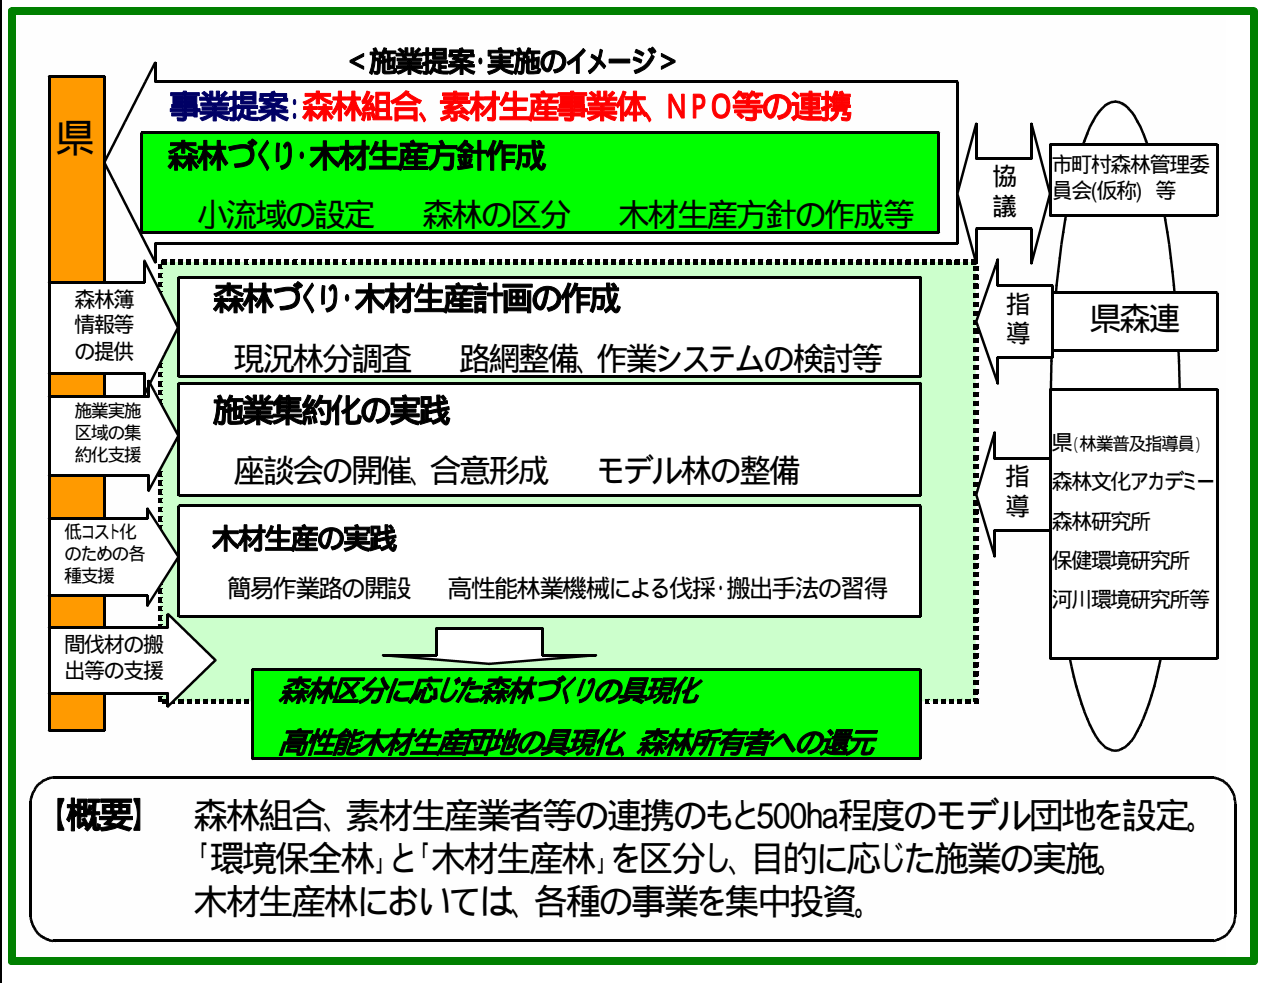 ＜施業提案・実施のイメージ＞
県
事業提案：森林組合、素材生産事業体、ＮＰＯ等の連携
森林づくり・木材生産方針作成
小流域の設定　森林の区分　木材生産方針の作成等
協
議
市町村森林管理委
員会(仮称)　等
森林簿
情報等
の提供
森林づくり・木材生産計画の作成
現況林分調査　路網整備、作業システムの検討等
指
導
県森連
施業実施
区域の集
約化支援
施業集約化の実践
座談会の開催、合意形成　モデル林の整備
指
導
県(林業普及指導員)
森林文化アカデミー
森林研究所
保健環境研究所
河川環境研究所等
低コスト化
のための各
種支援
木材生産の実践
簡易作業路の開設　高性能林業機械による伐採・搬出手法の習得
間伐材の搬
出等の支援
森林区分に応じた森林づくりの具現化
高性能木材生産団地の具現化、森林所有者への還元
【概要】　森林組合、素材生産業者等の連携のもと500ha程度のモデル団地を設定。
「環境保全林」と「木材生産林」を区分し、目的に応じた施業の実施。
木材生産林においては、各種の事業を集中投資。